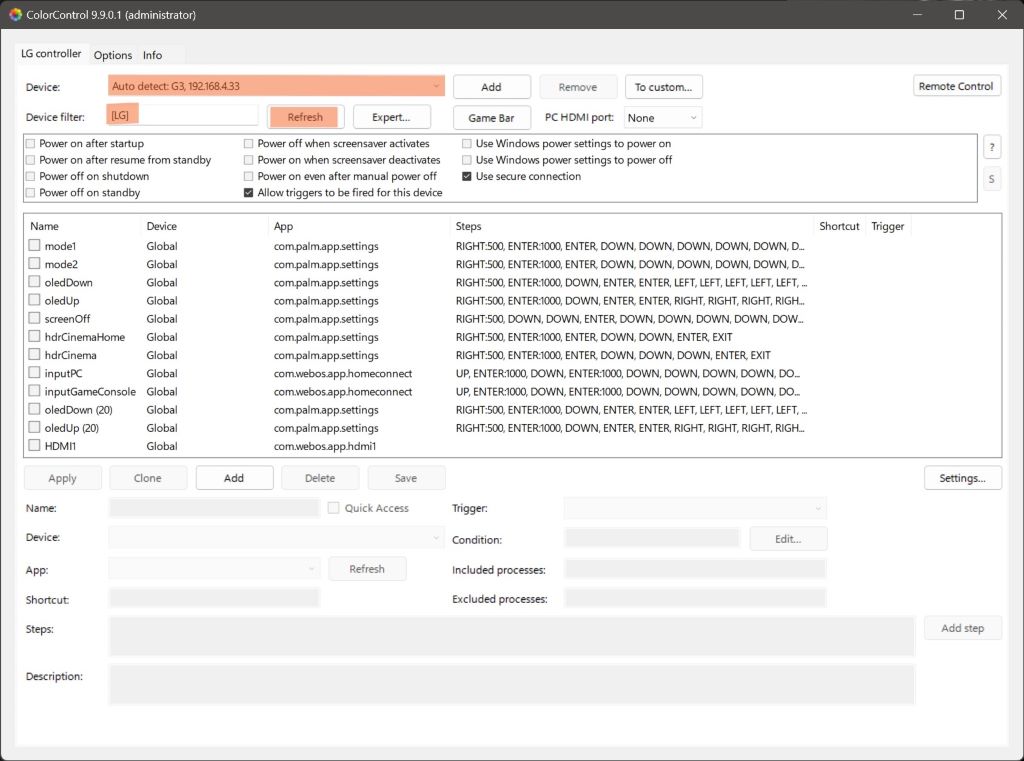 ColorControl 9.9.0.1 (administrator)
LG controller Options Info
Device: Auto detect: G3, 192.168.4.33 Add Remove To custom... Remote Control
Device filter: [LG] Refresh Expert... Game Bar PC HDMI port: None
Power on after startup Power off when screensaver activates Use Windows power settings to power on ?
Power on after resume from standby Power on when screensaver deactivates Use Windows power settings to power off
Power off on shutdown Power on even after manual power off Use secure connection S
Power off on standby Allow triggers to be fired for this device
Name Device App Steps Shortcut Trigger
mode1 Global com.palm.app.settings RIGHT:500, ENTER:1000, ENTER, DOWN, DOWN, DOWN, DOWN, DOWN, D...
mode2 Global com.palm.app.settings RIGHT:500, ENTER:1000, ENTER, DOWN, DOWN, DOWN, DOWN, DOWN, D...
oledDown Global com.palm.app.settings RIGHT:500, ENTER:1000, DOWN, ENTER, ENTER, LEFT, LEFT, LEFT, LEFT, LEFT, ...
oledUp Global com.palm.app.settings RIGHT:500, ENTER:1000, DOWN, ENTER, ENTER, RIGHT, RIGHT, RIGHT, RIGH...
screenOff Global com.palm.app.settings RIGHT:500, DOWN, DOWN, ENTER, DOWN, DOWN, DOWN, DOWN, DOW...
hdrCinemaHome Global com.palm.app.settings RIGHT:500, ENTER:1000, ENTER, DOWN, DOWN, ENTER, EXIT
hdrCinema Global com.palm.app.settings RIGHT:500, ENTER:1000, ENTER, DOWN, DOWN, DOWN, ENTER, EXIT
inputPC Global com.webos.app.homeconnect UP, ENTER:1000, DOWN, ENTER:1000, DOWN, DOWN, DOWN, DOWN, DO...
inputGameConsole Global com.webos.app.homeconnect UP, ENTER:1000, DOWN, ENTER:1000, DOWN, DOWN, DOWN, DOWN, DO...
oledDown (20) Global com.palm.app.settings RIGHT:500, ENTER:1000, DOWN, ENTER, ENTER, LEFT, LEFT, LEFT, LEFT, LEFT, ...
oledUp (20) Global com.palm.app.settings RIGHT:500, ENTER:1000, DOWN, ENTER, ENTER, RIGHT, RIGHT, RIGHT, RIGH...
HDMI1 Global com.webos.app.hdmi1
Apply Clone Add Delete Save Settings...
Name: Quick Access Trigger:
Device: Condition: Edit...
App: Refresh Included processes:
Shortcut: Excluded processes:
Steps: Add step
Description: